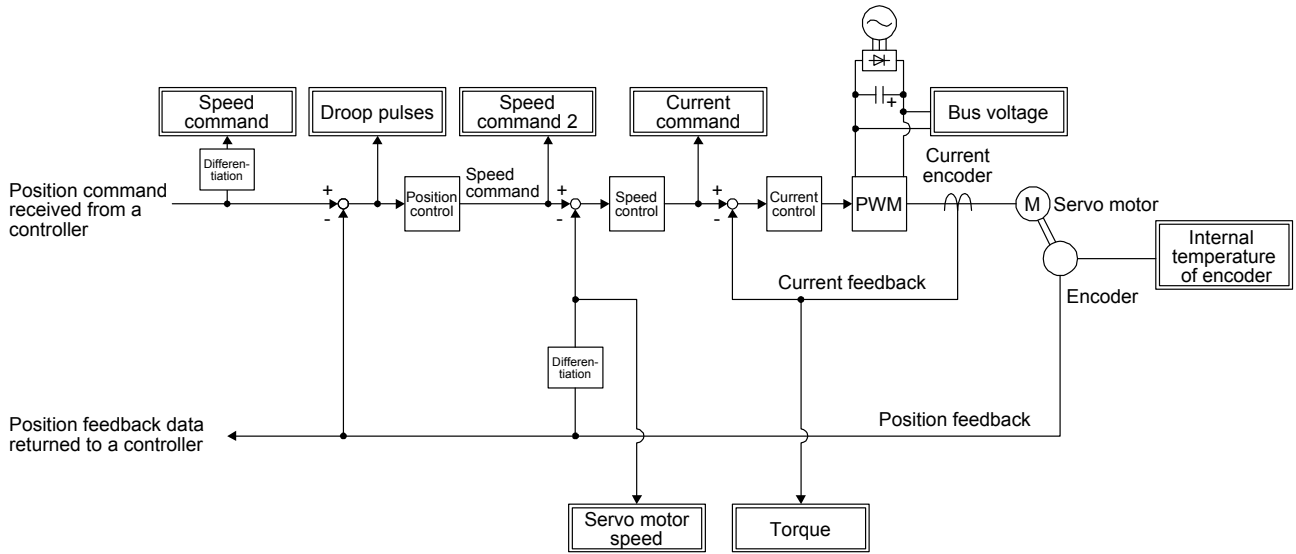 Speed
command
Droop pulses
Speed
command 2
Current
command
Bus voltage
Differen-
tiation
Current
encoder
Position command
received from a
controller
+
-
Position
control
Speed
command
+
-
Speed
control
+
-
Current
control
PWM
+
M
Servo motor
Internal
temperature
of encoder
Current feedback
Encoder
Differen-
tiation
Position feedback data
returned to a controller
Position feedback
Servo motor
speed
Torque